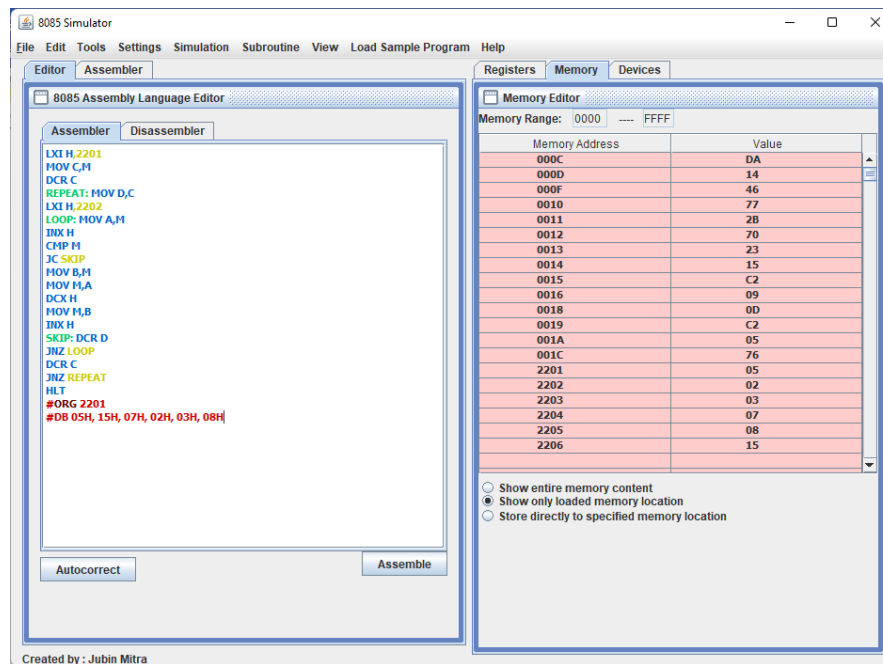 8085 Simulator
File Edit Tools Settings Simulation Subroutine View Load Sample Program Help
Editor Assembler
8085 Assembly Language Editor
Assembler Disassembler
LXI H,2201
MOV C,M
DCR C
REPEAT: MOV D,C
LXI H,2202
LOOP: MOV A,M
INX H
CMP M
JC SKIP
MOV B,M
MOV M,A
DCX H
MOV M,B
INX H
SKIP: DCR D
JNZ LOOP
DCR C
JNZ REPEAT
HLT
#ORG 2201
#DB 05H, 15H, 07H, 02H, 03H, 08H
Autocorrect Assemble
Created by : Jubin Mitra
Registers Memory Devices
Memory Editor
Memory Range: 0000 ---- FFFF
Memory Address Value
000C DA
000D 14
000F 46
0010 77
0011 2B
0012 70
0013 23
0014 15
0015 C2
0016 09
0018 0D
0019 C2
001A 05
001C 76
2201 05
2202 02
2203 03
2204 07
2205 08
2206 15
Show entire memory content
Show only loaded memory location
Store directly to specified memory location